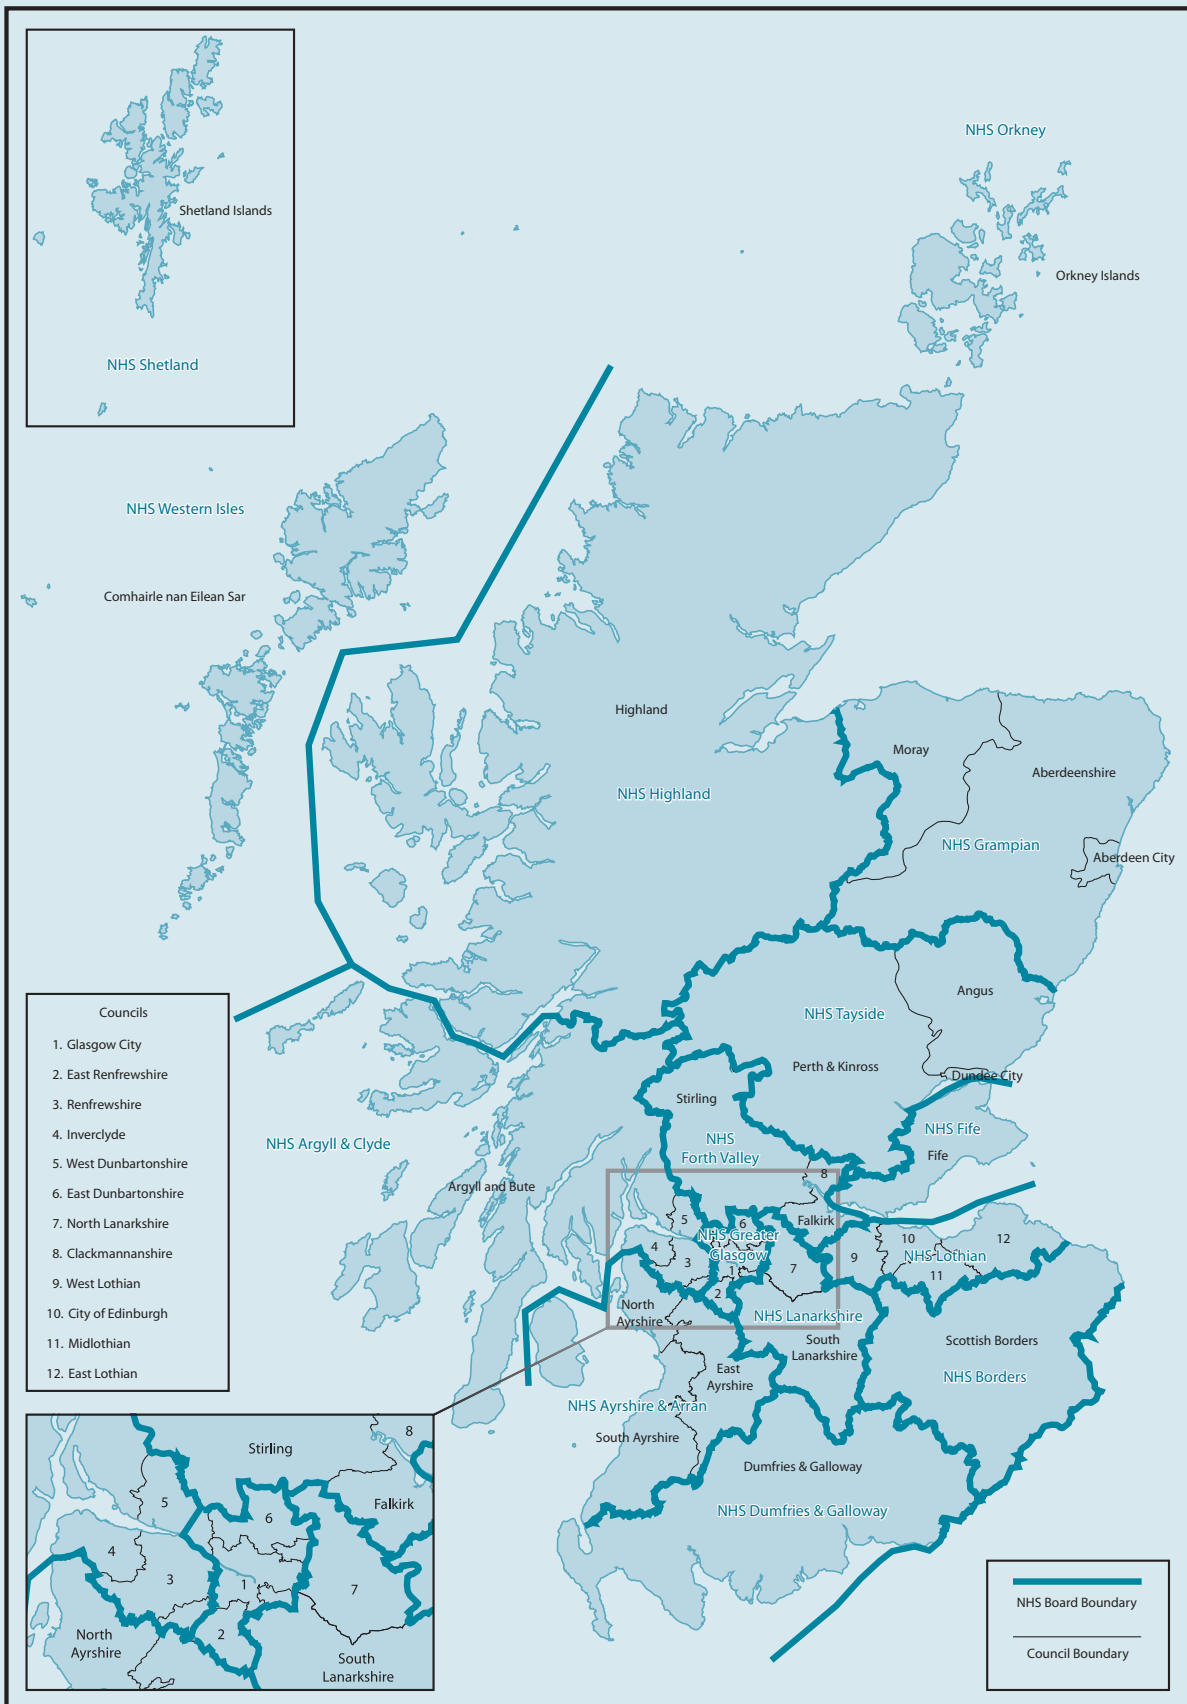 NHS Orkney
Shetland Islands
Orkney Islands
NHS Shetland
NHS Western Isles
Comhairle nan Eilean Sar
Highland
Moray
Aberdeenshire
NHS Highland
NHS Grampian
Aberdeen City
Angus
NHS Tayside
Perth & Kinross
Dundee City
Stirling
NHS Fife
NHS Argyll & Clyde
NHS
Forth Valley
Fife
8
Argyll and Bute
5
6
Falkirk
NHS Greater
Glasgow
4
3
1
7
2
9
10
12
NHS Lothian
11
North
Ayrshire
NHS Lanarkshire
South
Lanarkshire
Scottish Borders
East
Ayrshire
NHS Borders
NHS Ayrshire & Arran
South Ayrshire
Dumfries & Galloway
NHS Dumfries & Galloway
Councils
1. Glasgow City
2. East Renfrewshire
3. Renfrewshire
4. Inverclyde
5. West Dunbartonshire
6. East Dunbartonshire
7. North Lanarkshire
8. Clackmannanshire
9. West Lothian
10. City of Edinburgh
11. Midlothian
12. East Lothian
8
Stirling
5
Falkirk
6
4
3
1
7
2
North
Ayrshire
South
Lanarkshire
NHS Board Boundary
Council Boundary